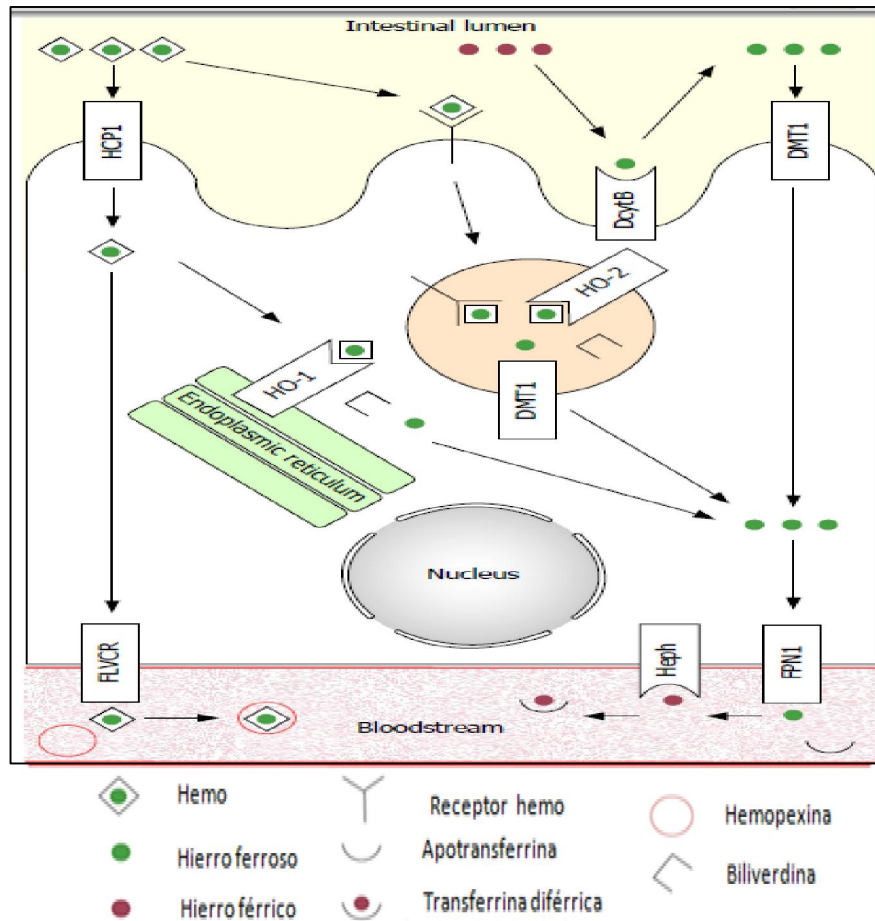 Intestinal lumen
HCP1
DMT1
DcytB
HO-2
HO-1
DMT1
Endoplasmic reticulum
Nucleus
FLVCR
Heph
FPN1
Bloodstream
Hemo
Receptor hemo
Hemopexina
Hierro ferroso
Apotransferrina
Biliverdina
Hierro férrico
Transferrina diférrica